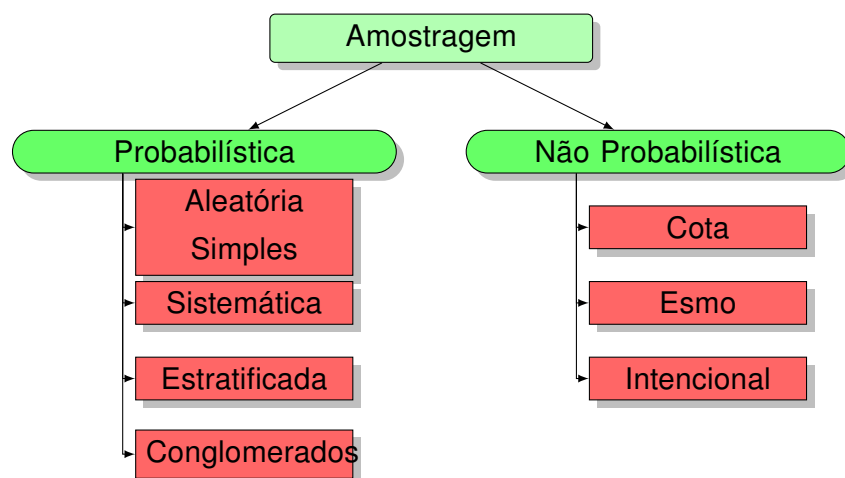 Amostragem
Probabilística
Não Probabilística
Aleatória
Simples
Sistemática
Estratificada
Conglomerados
Cota
Esmo
Intencional